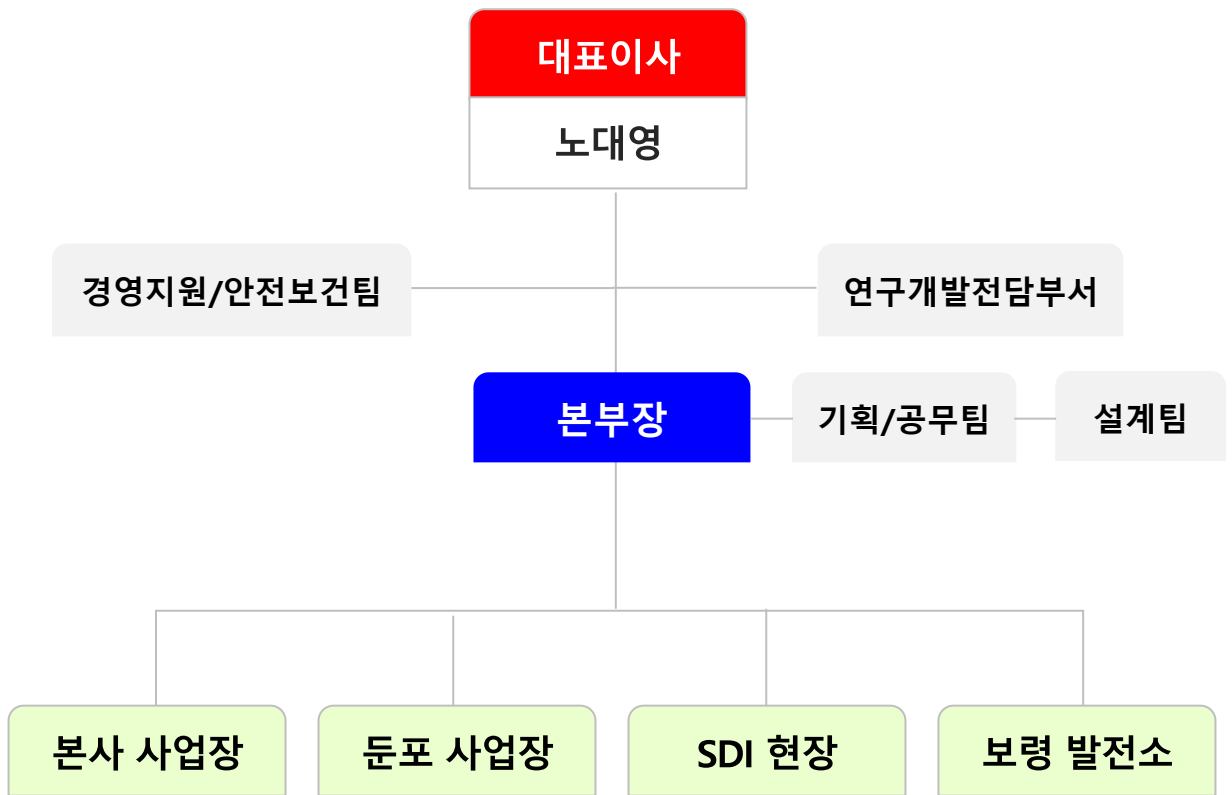 대표이사
노대영
경영지원/안전보건팀
연구개발전담부서
본부장
기획/공무팀
설계팀
본사 사업장
둔포 사업장
SDI 현장
보령 발전소